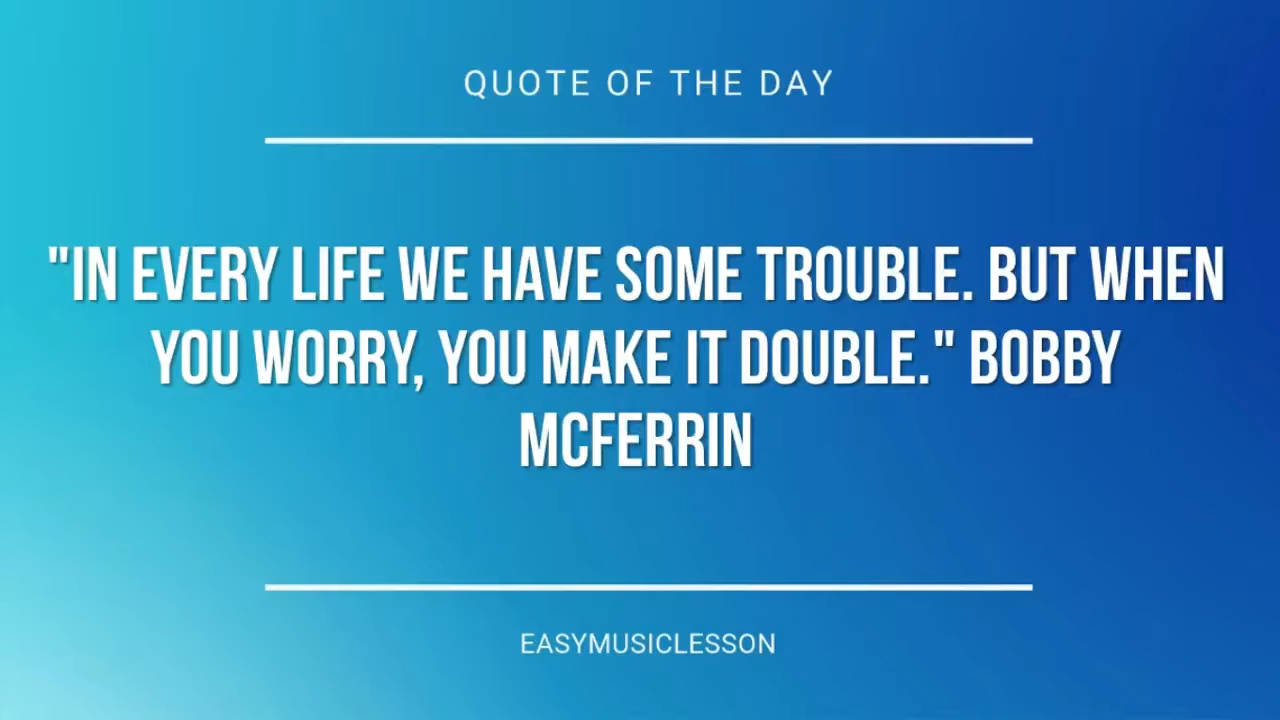 QUOTE OF THE DAY
"IN EVERY LIFE WE HAVE SOME TROUBLE. BUT WHEN
YOU WORRY, YOU MAKE IT DOUBLE." BOBBY
MCFERRIN
EASYMUSICLESSON